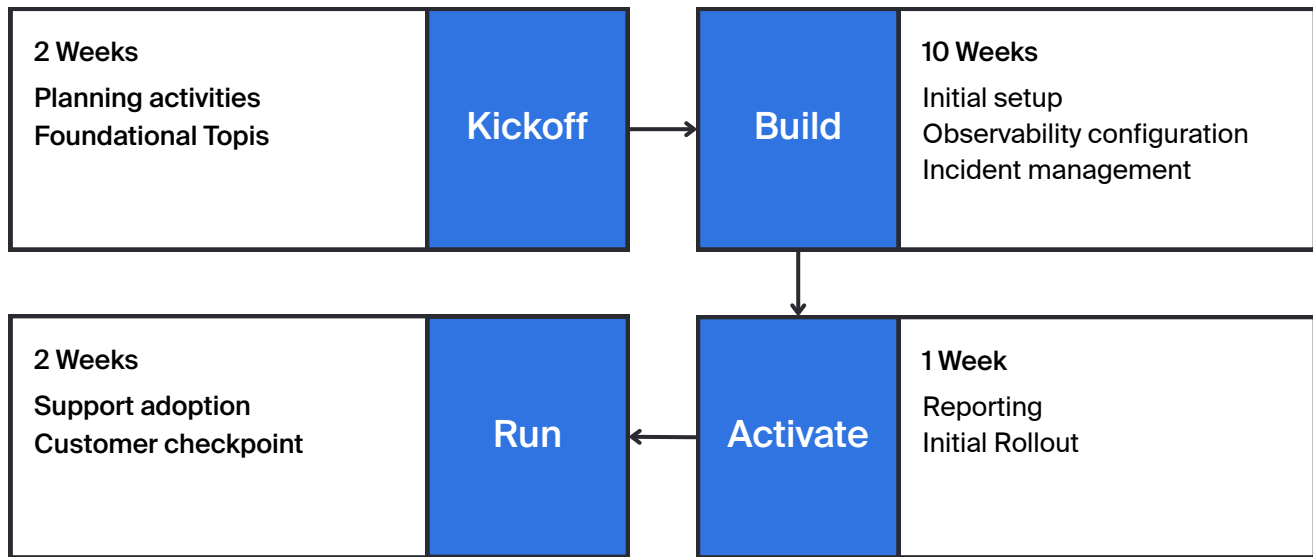 2 Weeks
Planning activities
Foundational Topis
Kickoff
Build
10 Weeks
Initial setup
Observability configuration
Incident management
2 Weeks
Support adoption
Customer checkpoint
Run
Activate
1 Week
Reporting
Initial Rollout